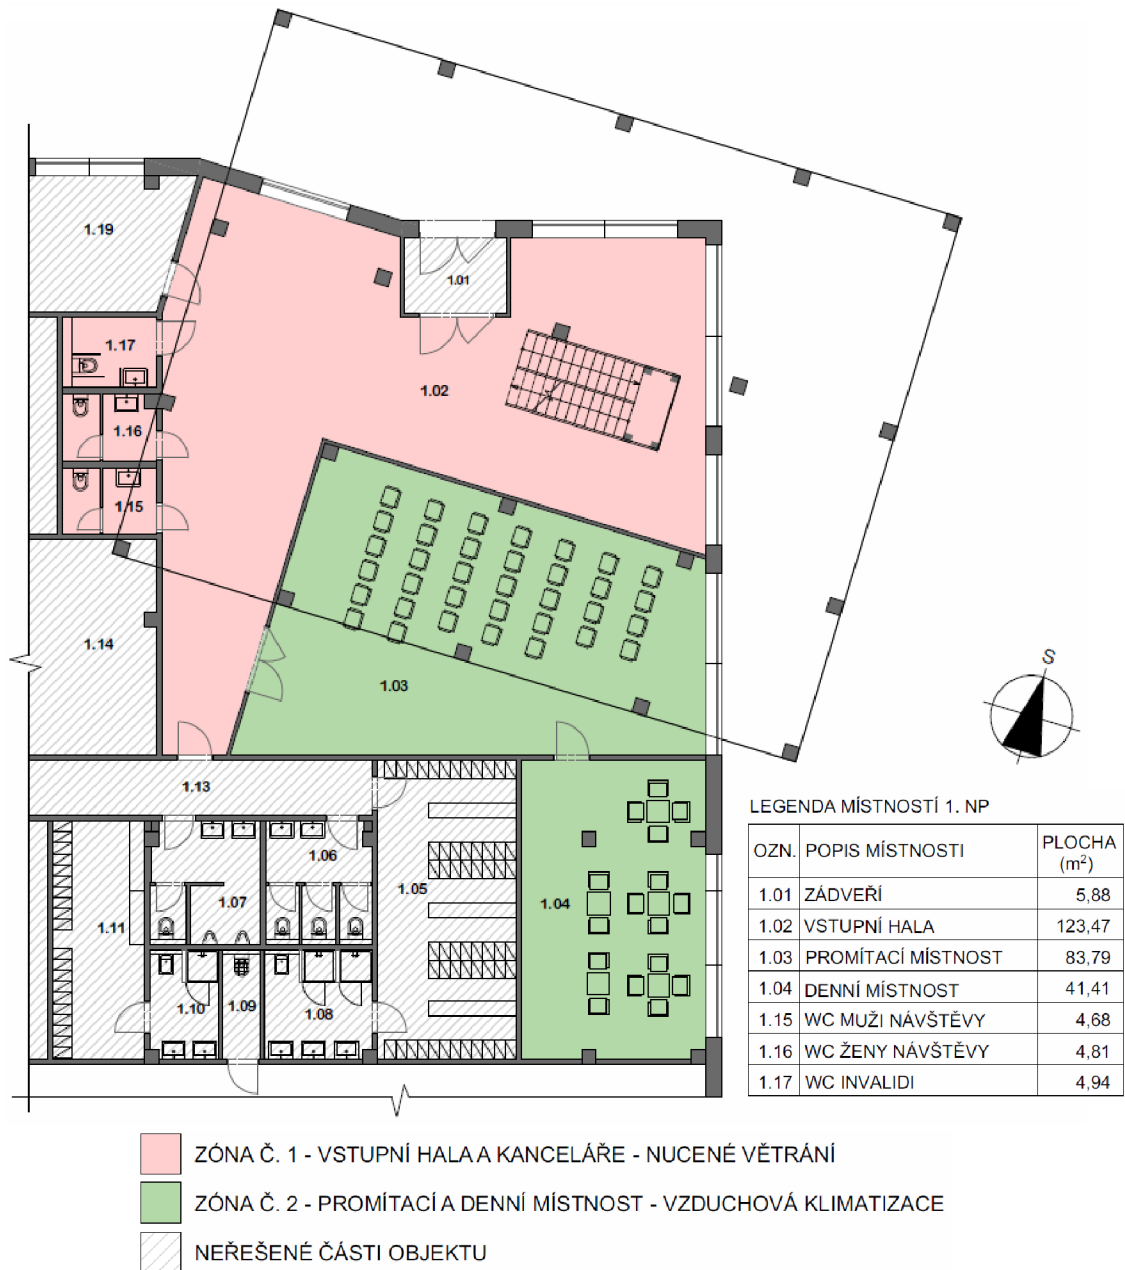 1.19
1.01
1.17
1.02
1.16
1.15
1.14
1.03
S
1.13
1.06
1.05
1.07
1.04
1.11
1.10
1.09
1.08
LEGENDA MÍSTNOSTÍ 1. NP
OZN. POPIS MÍSTNOSTI PLOCHA (m²)
1.01 ZÁDVEŘÍ 5,88
1.02 VSTUPNÍ HALA 123,47
1.03 PROMÍTACÍ MÍSTNOST 83,79
1.04 DENNÍ MÍSTNOST 41,41
1.15 WC MUŽI NÁVŠTĚVY 4,68
1.16 WC ŽENY NÁVŠTĚVY 4,81
1.17 WC INVALIDI 4,94
ZÓNA Č. 1 - VSTUPNÍ HALA A KANCELÁŘE - NUCENÉ VĚTRÁNÍ
ZÓNA Č. 2 - PROMÍTACÍ A DENNÍ MÍSTNOST - VZDUCHOVÁ KLIMATIZACE
NEŘEŠENÉ ČÁSTI OBJEKTU